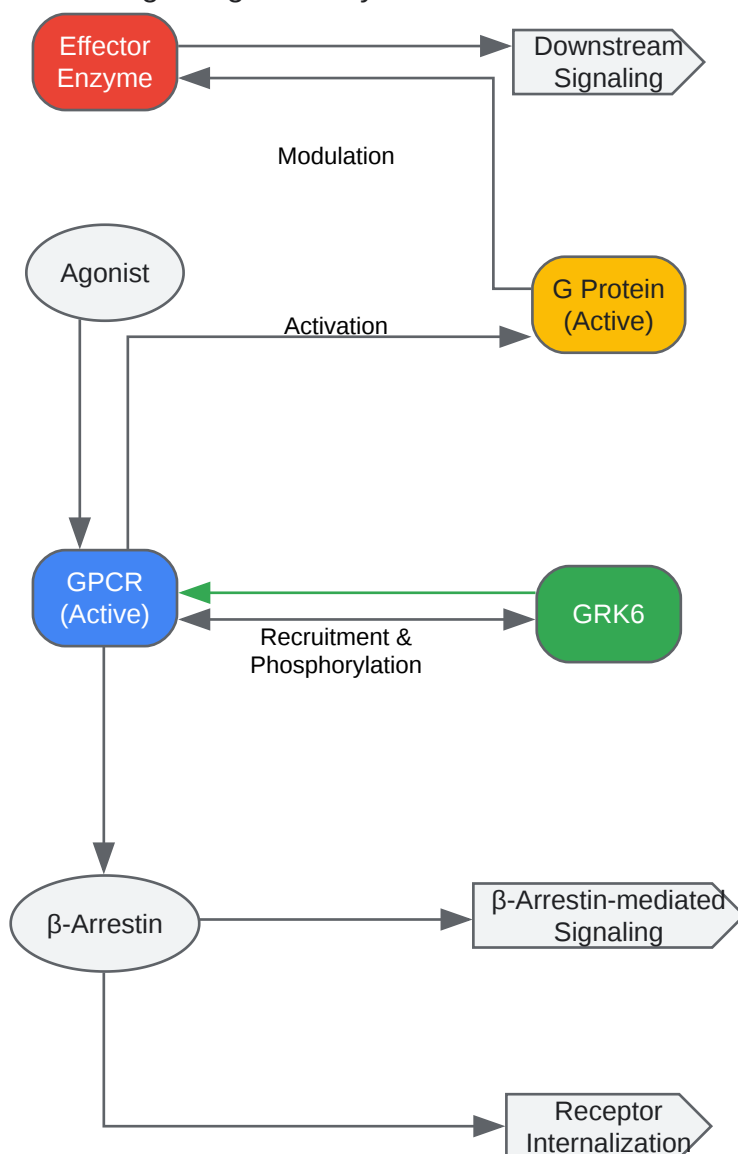 Effector
Enzyme
Downstream
Signaling
Modulation
Agonist
G Protein
(Active)
Activation
GPCR
(Active)
GRK6
Recruitment &
Phosphorylation
β-Arrestin
β-Arrestin-mediated
Signaling
Receptor
Internalization